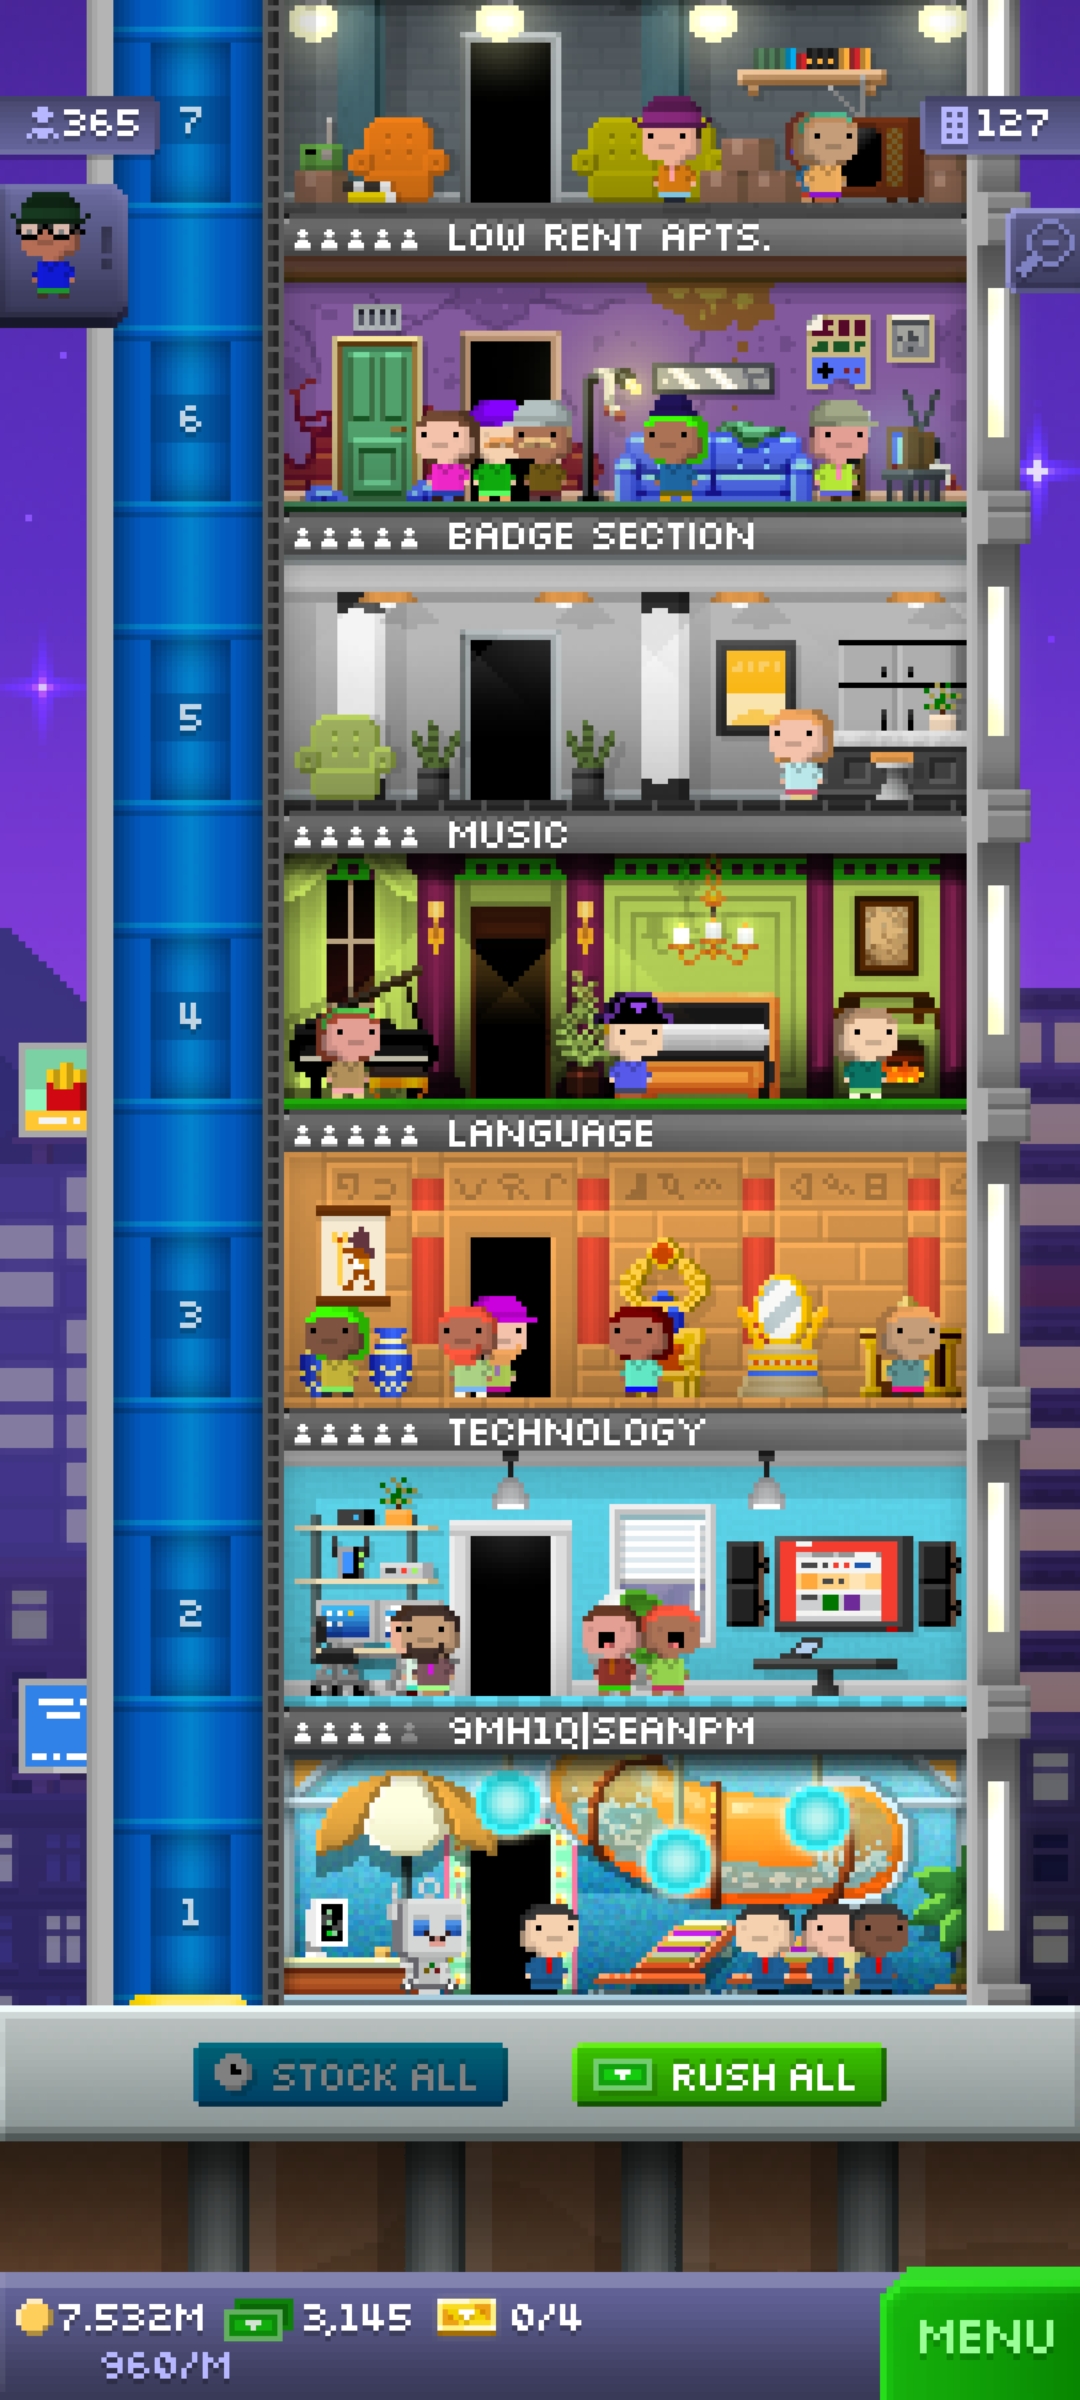 7
365
127
!
LOW RENT APTS.
6
BADGE SECTION
5
MUSIC
4
LANGUAGE
3
TECHNOLOGY
2
9MH1Q|SEANPM
1
STOCK ALL
RUSH ALL
7.532M
3,145
0/4
960/M
MENU